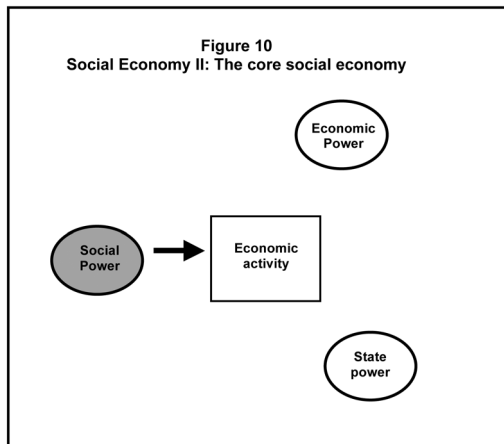 Figure 10
Social Economy II: The core social economy
Economic
Power
Social
Power
Economic
activity
State
power